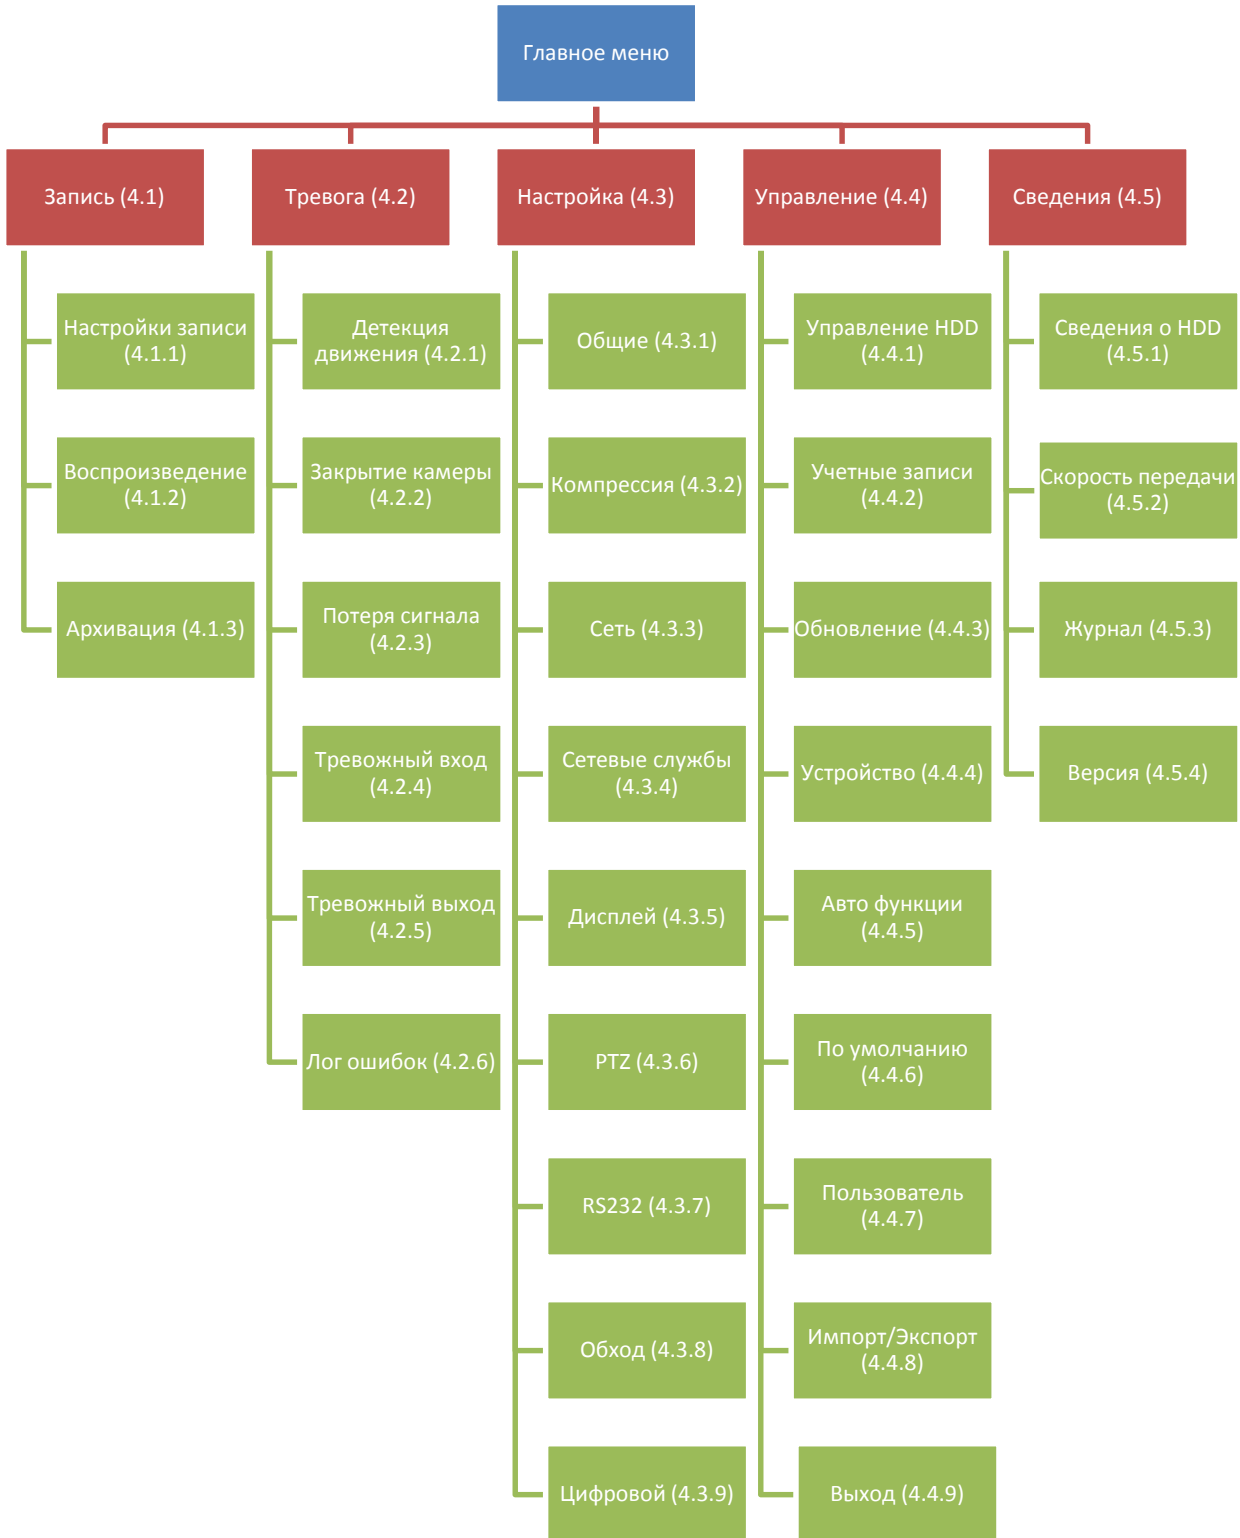 Главное меню
Запись (4.1)
Настройки записи
(4.1.1)
Воспроизведение
(4.1.2)
Архивация (4.1.3)
Тревога (4.2)
Детекция
движения (4.2.1)
Закрытие камеры
(4.2.2)
Потеря сигнала
(4.2.3)
Тревожный вход
(4.2.4)
Тревожный выход
(4.2.5)
Лог ошибок (4.2.6)
Настройка (4.3)
Общие (4.3.1)
Компрессия (4.3.2)
Сеть (4.3.3)
Сетевые службы
(4.3.4)
Дисплей (4.3.5)
PTZ (4.3.6)
RS232 (4.3.7)
Обход (4.3.8)
Цифровой (4.3.9)
Управление (4.4)
Управление HDD
(4.4.1)
Учетные записи
(4.4.2)
Обновление (4.4.3)
Устройство (4.4.4)
Авто функции
(4.4.5)
По умолчанию
(4.4.6)
Пользователь
(4.4.7)
Импорт/Экспорт
(4.4.8)
Выход (4.4.9)
Сведения (4.5)
Сведения о HDD
(4.5.1)
Скорость передачи
(4.5.2)
Журнал (4.5.3)
Версия (4.5.4)